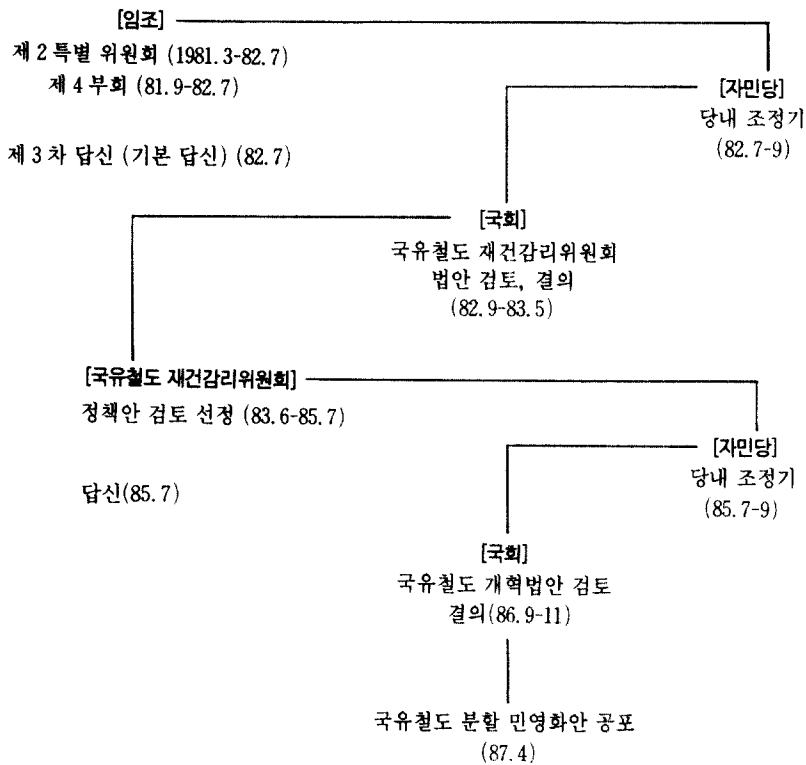 [임조]
제 2 특별 위원회 (1981.3-82.7)
제 4 부회 (81.9-82.7)
제 3 차 답신 (기본 답신) (82.7)
[자민당]
당내 조정기
(82.7-9)
[국회]
국유철도 재건감리위원회
법안 검토, 결의
(82.9-83.5)
[국유철도 재건감리위원회]
정책안 검토 선정 (83.6-85.7)
답신(85.7)
[자민당]
당내 조정기
(85.7-9)
[국회]
국유철도 개혁법안 검토
결의(86.9-11)
국유철도 분할 민영화안 공포
(87.4)